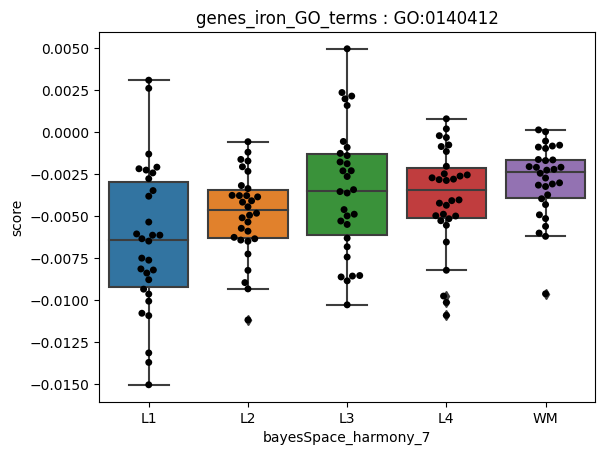 genes_iron_GO_terms : GO:0140412
0.0050
0.0025
0.0000
−0.0025
−0.0050
−0.0075
−0.0100
−0.0125
−0.0150
score
L1 L2 L3 L4 WM
bayesSpace_harmony_7